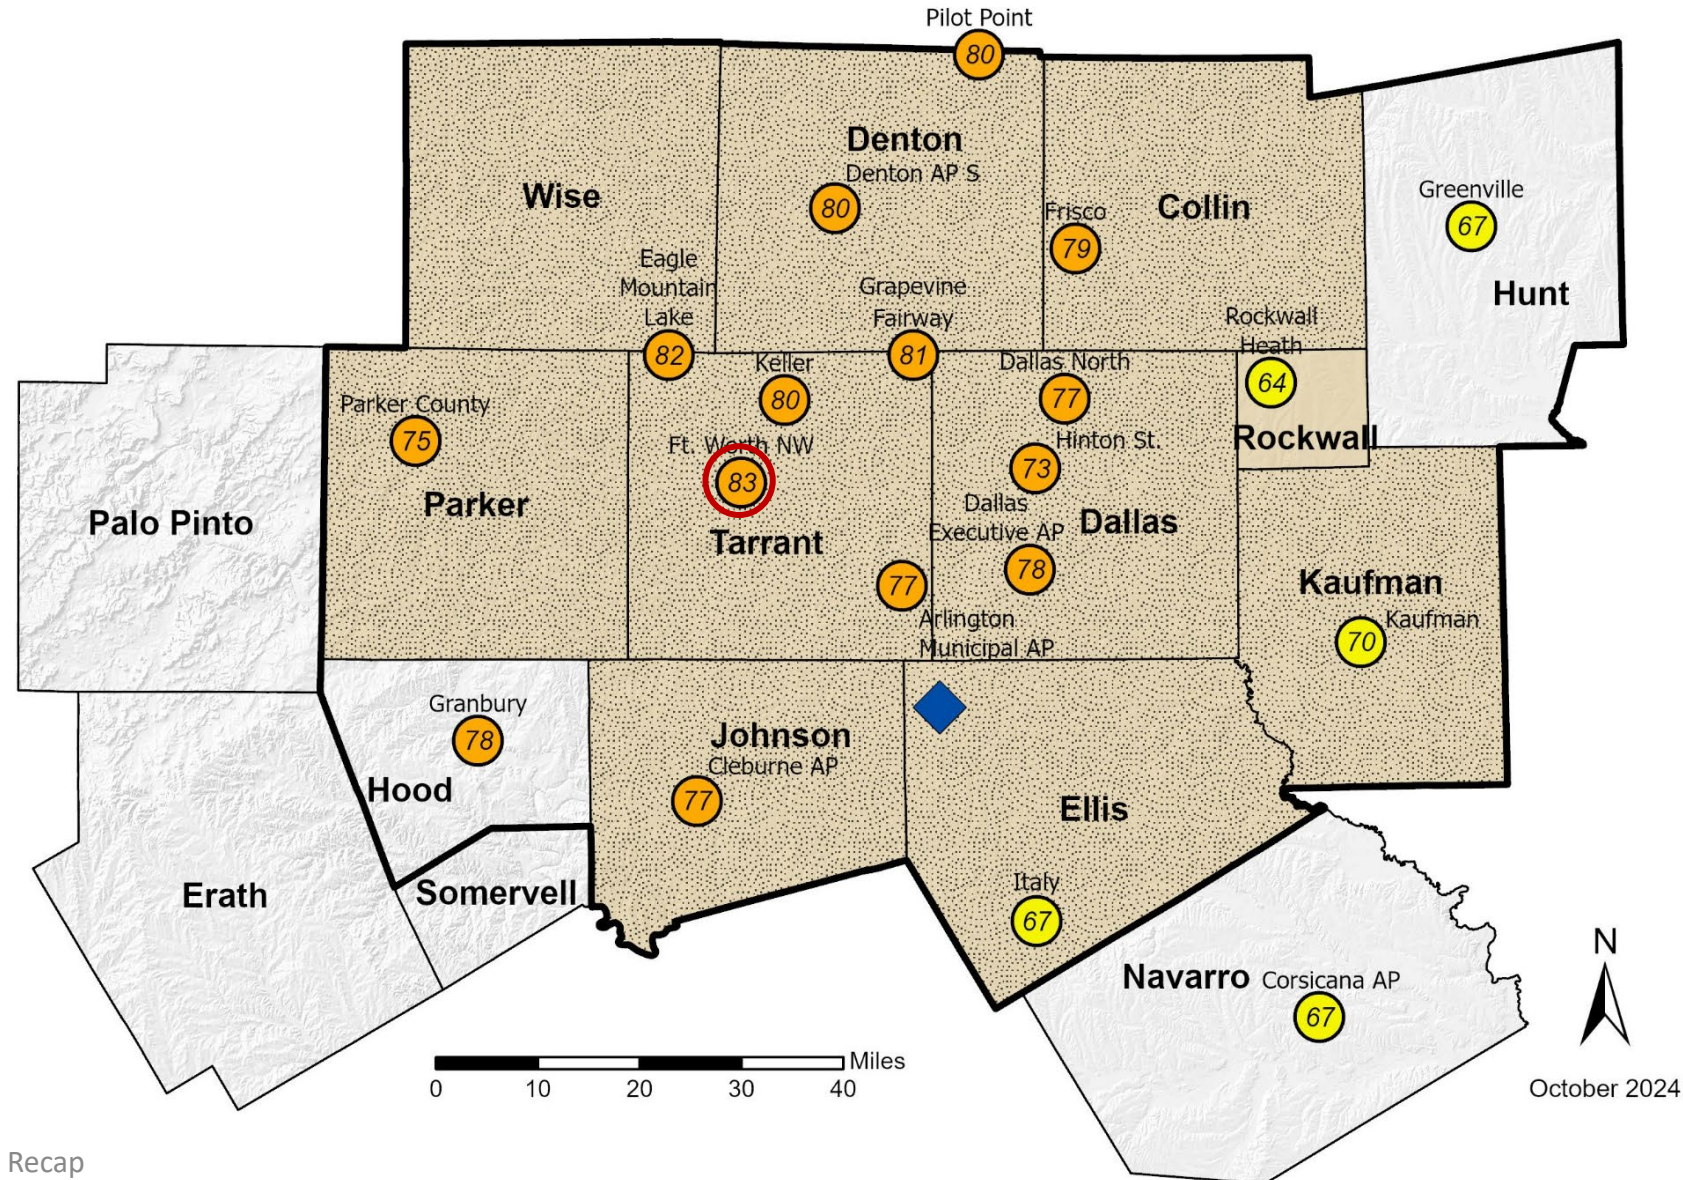 Pilot Point
80
Denton
Denton AP S
80
Wise
Frisco
79
Collin
Greenville
67
Hunt
Eagle
Mountain
Lake
82
Grapevine
Fairway
81
Rockwall
Heath
64
Rockwall
Keller
80
Dallas North
77
Parker County
75
Parker
Ft. Worth NW
83
Tarrant
Hinton St.
73
Dallas
Executive AP
78
Dallas
Palo Pinto
77
Arlington
Municipal AP
Kaufman
Kaufman
70
Granbury
78
Hood
Johnson
Cleburne AP
77
Ellis
Erath
Somervell
Italy
67
Navarro
Corsicana AP
67
N
Miles
0 10 20 30 40
October 2024
Recap